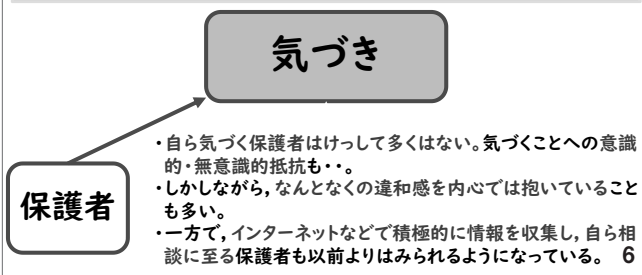 気づき
・自ら気づく保護者はけっして多くはない。気づくことへの意識
的・無意識的抵抗も・・。
・しかしながら，なんとなくの違和感を内心では抱いていること
も多い。
・一方で，インターネットなどで積極的に情報を収集し，自ら相
談に至る保護者も以前よりはみられるようになっている。
保護者
6